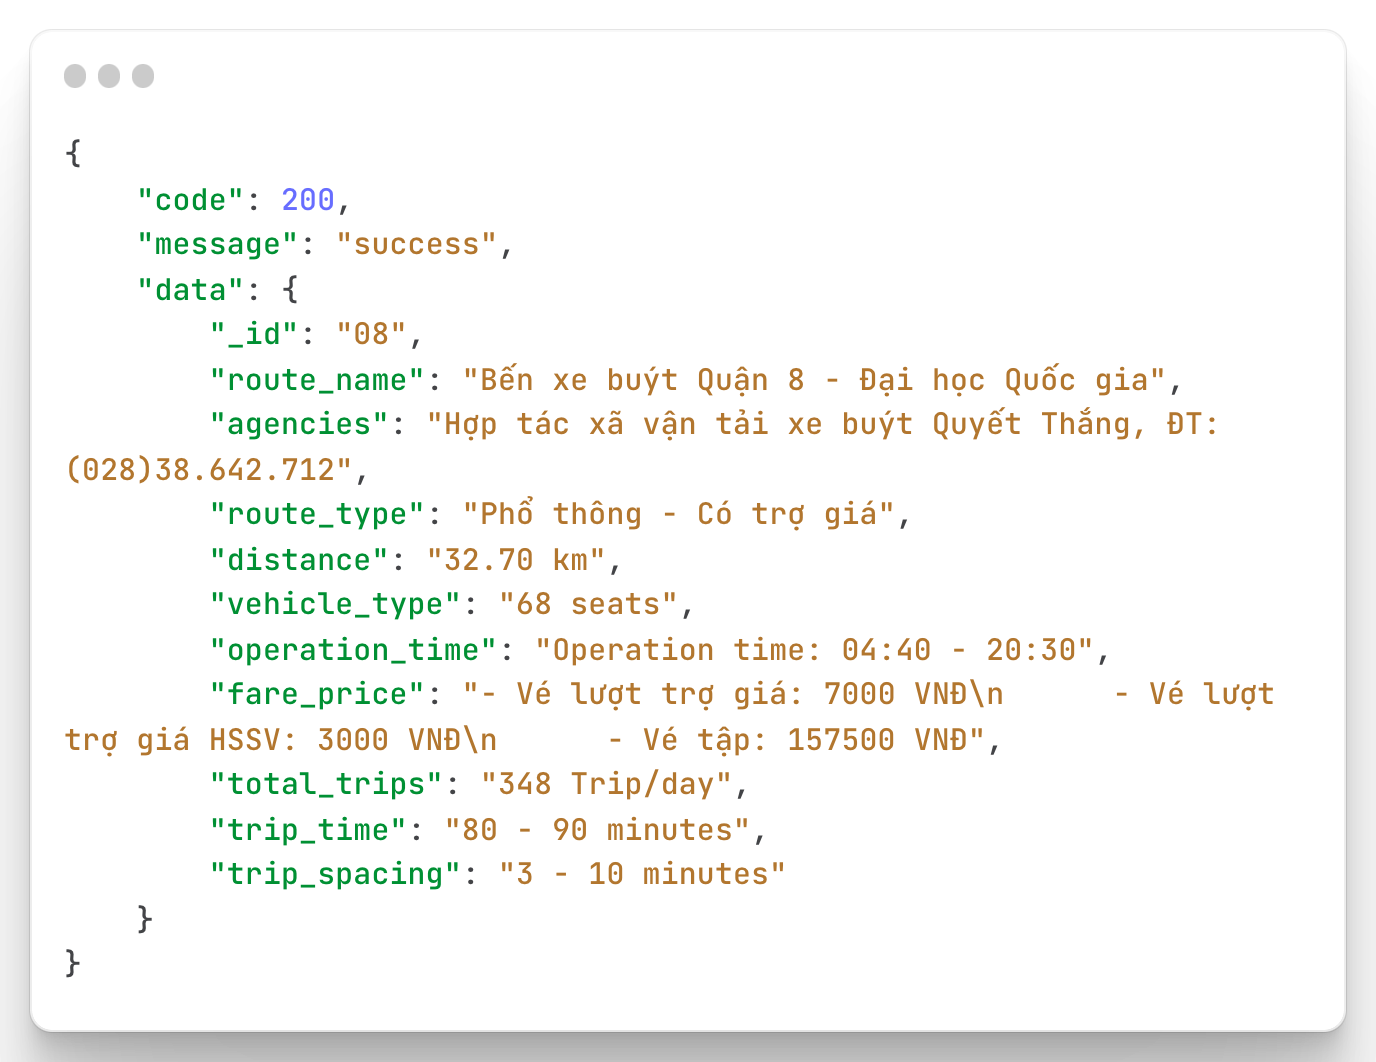 {
    "code": 200,
    "message": "success",
    "data": {
        "_id": "08",
        "route_name": "Bến xe buýt Quận 8 - Đại học Quốc gia",
        "agencies": "Hợp tác xã vận tải xe buýt Quyết Thắng, ĐT:
(028)38.642.712",
        "route_type": "Phổ thông - Có trợ giá",
        "distance": "32.70 km",
        "vehicle_type": "68 seats",
        "operation_time": "Operation time: 04:40 - 20:30",
        "fare_price": "- Vé lượt trợ giá: 7000 VNĐ\n      - Vé lượt
trợ giá HSSV: 3000 VNĐ\n      - Vé tập: 157500 VNĐ",
        "total_trips": "348 Trip/day",
        "trip_time": "80 - 90 minutes",
        "trip_spacing": "3 - 10 minutes"
    }
}